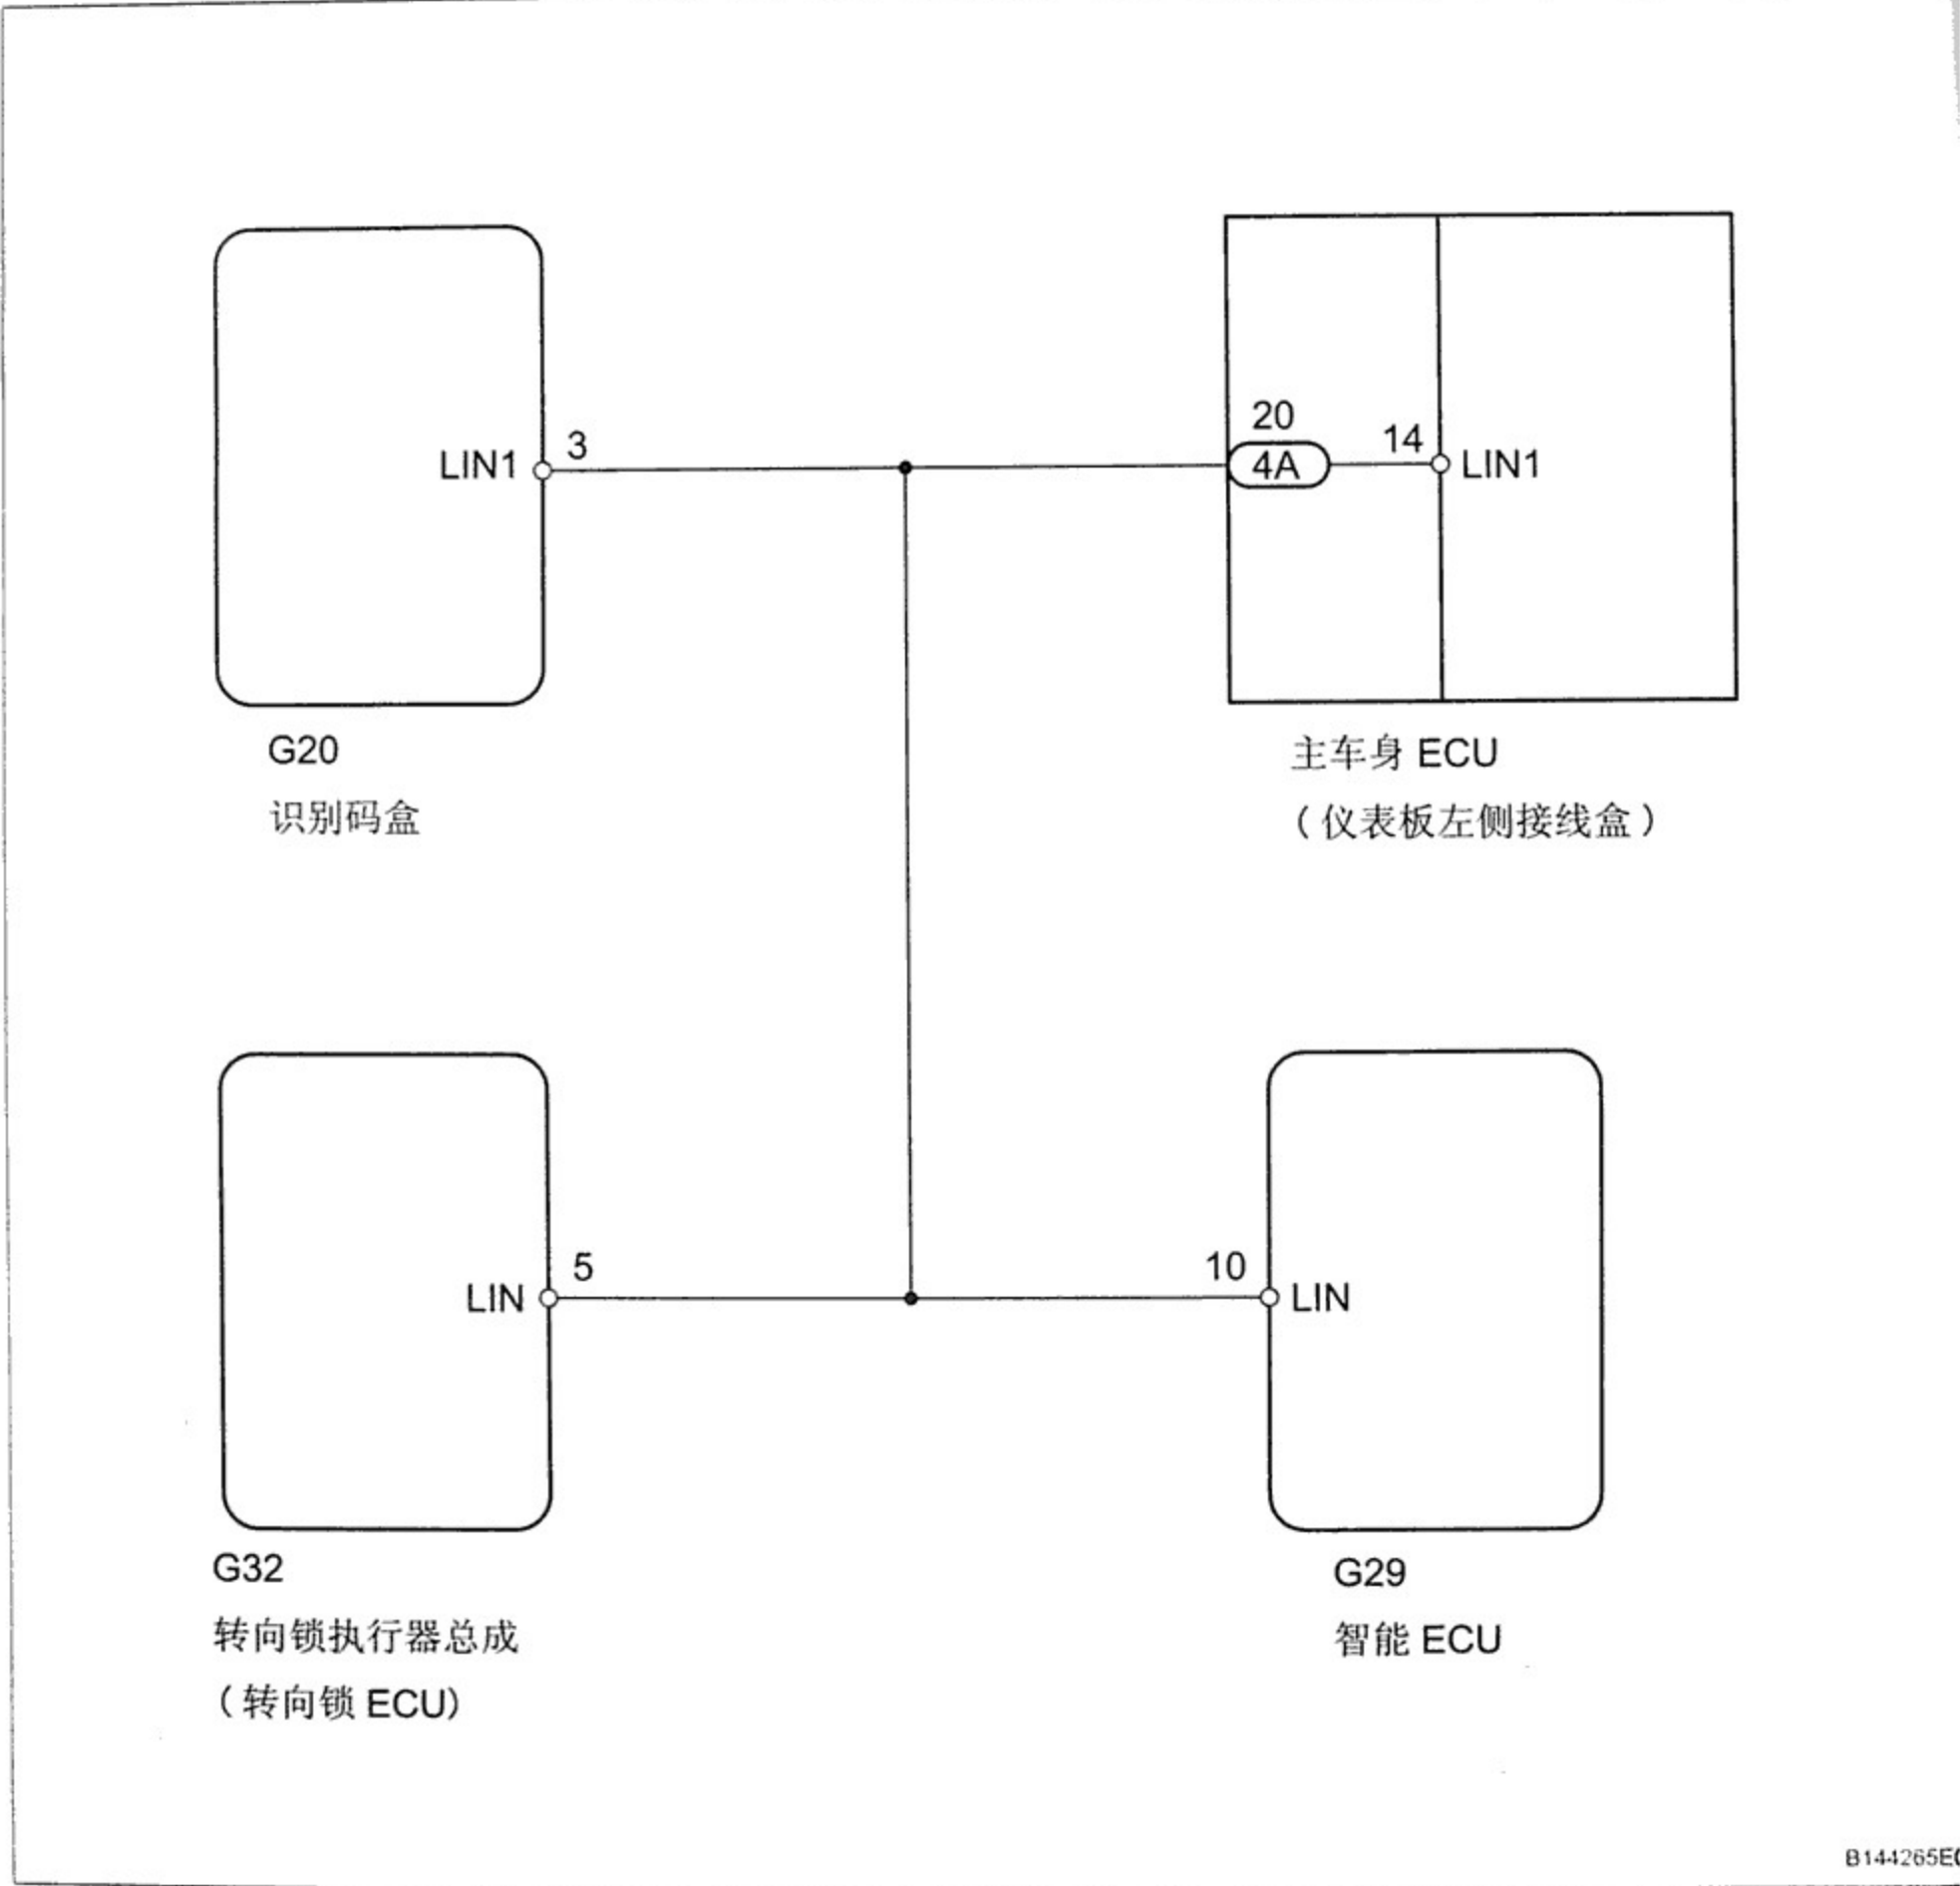 LIN1
3
20
4A
14
LIN1
G20
识别码盒
主车身 ECU
（仪表板左侧接线盒）
LIN
5
10
LIN
G32
转向锁执行器总成
（转向锁 ECU)
G29
智能 ECU
B144265E